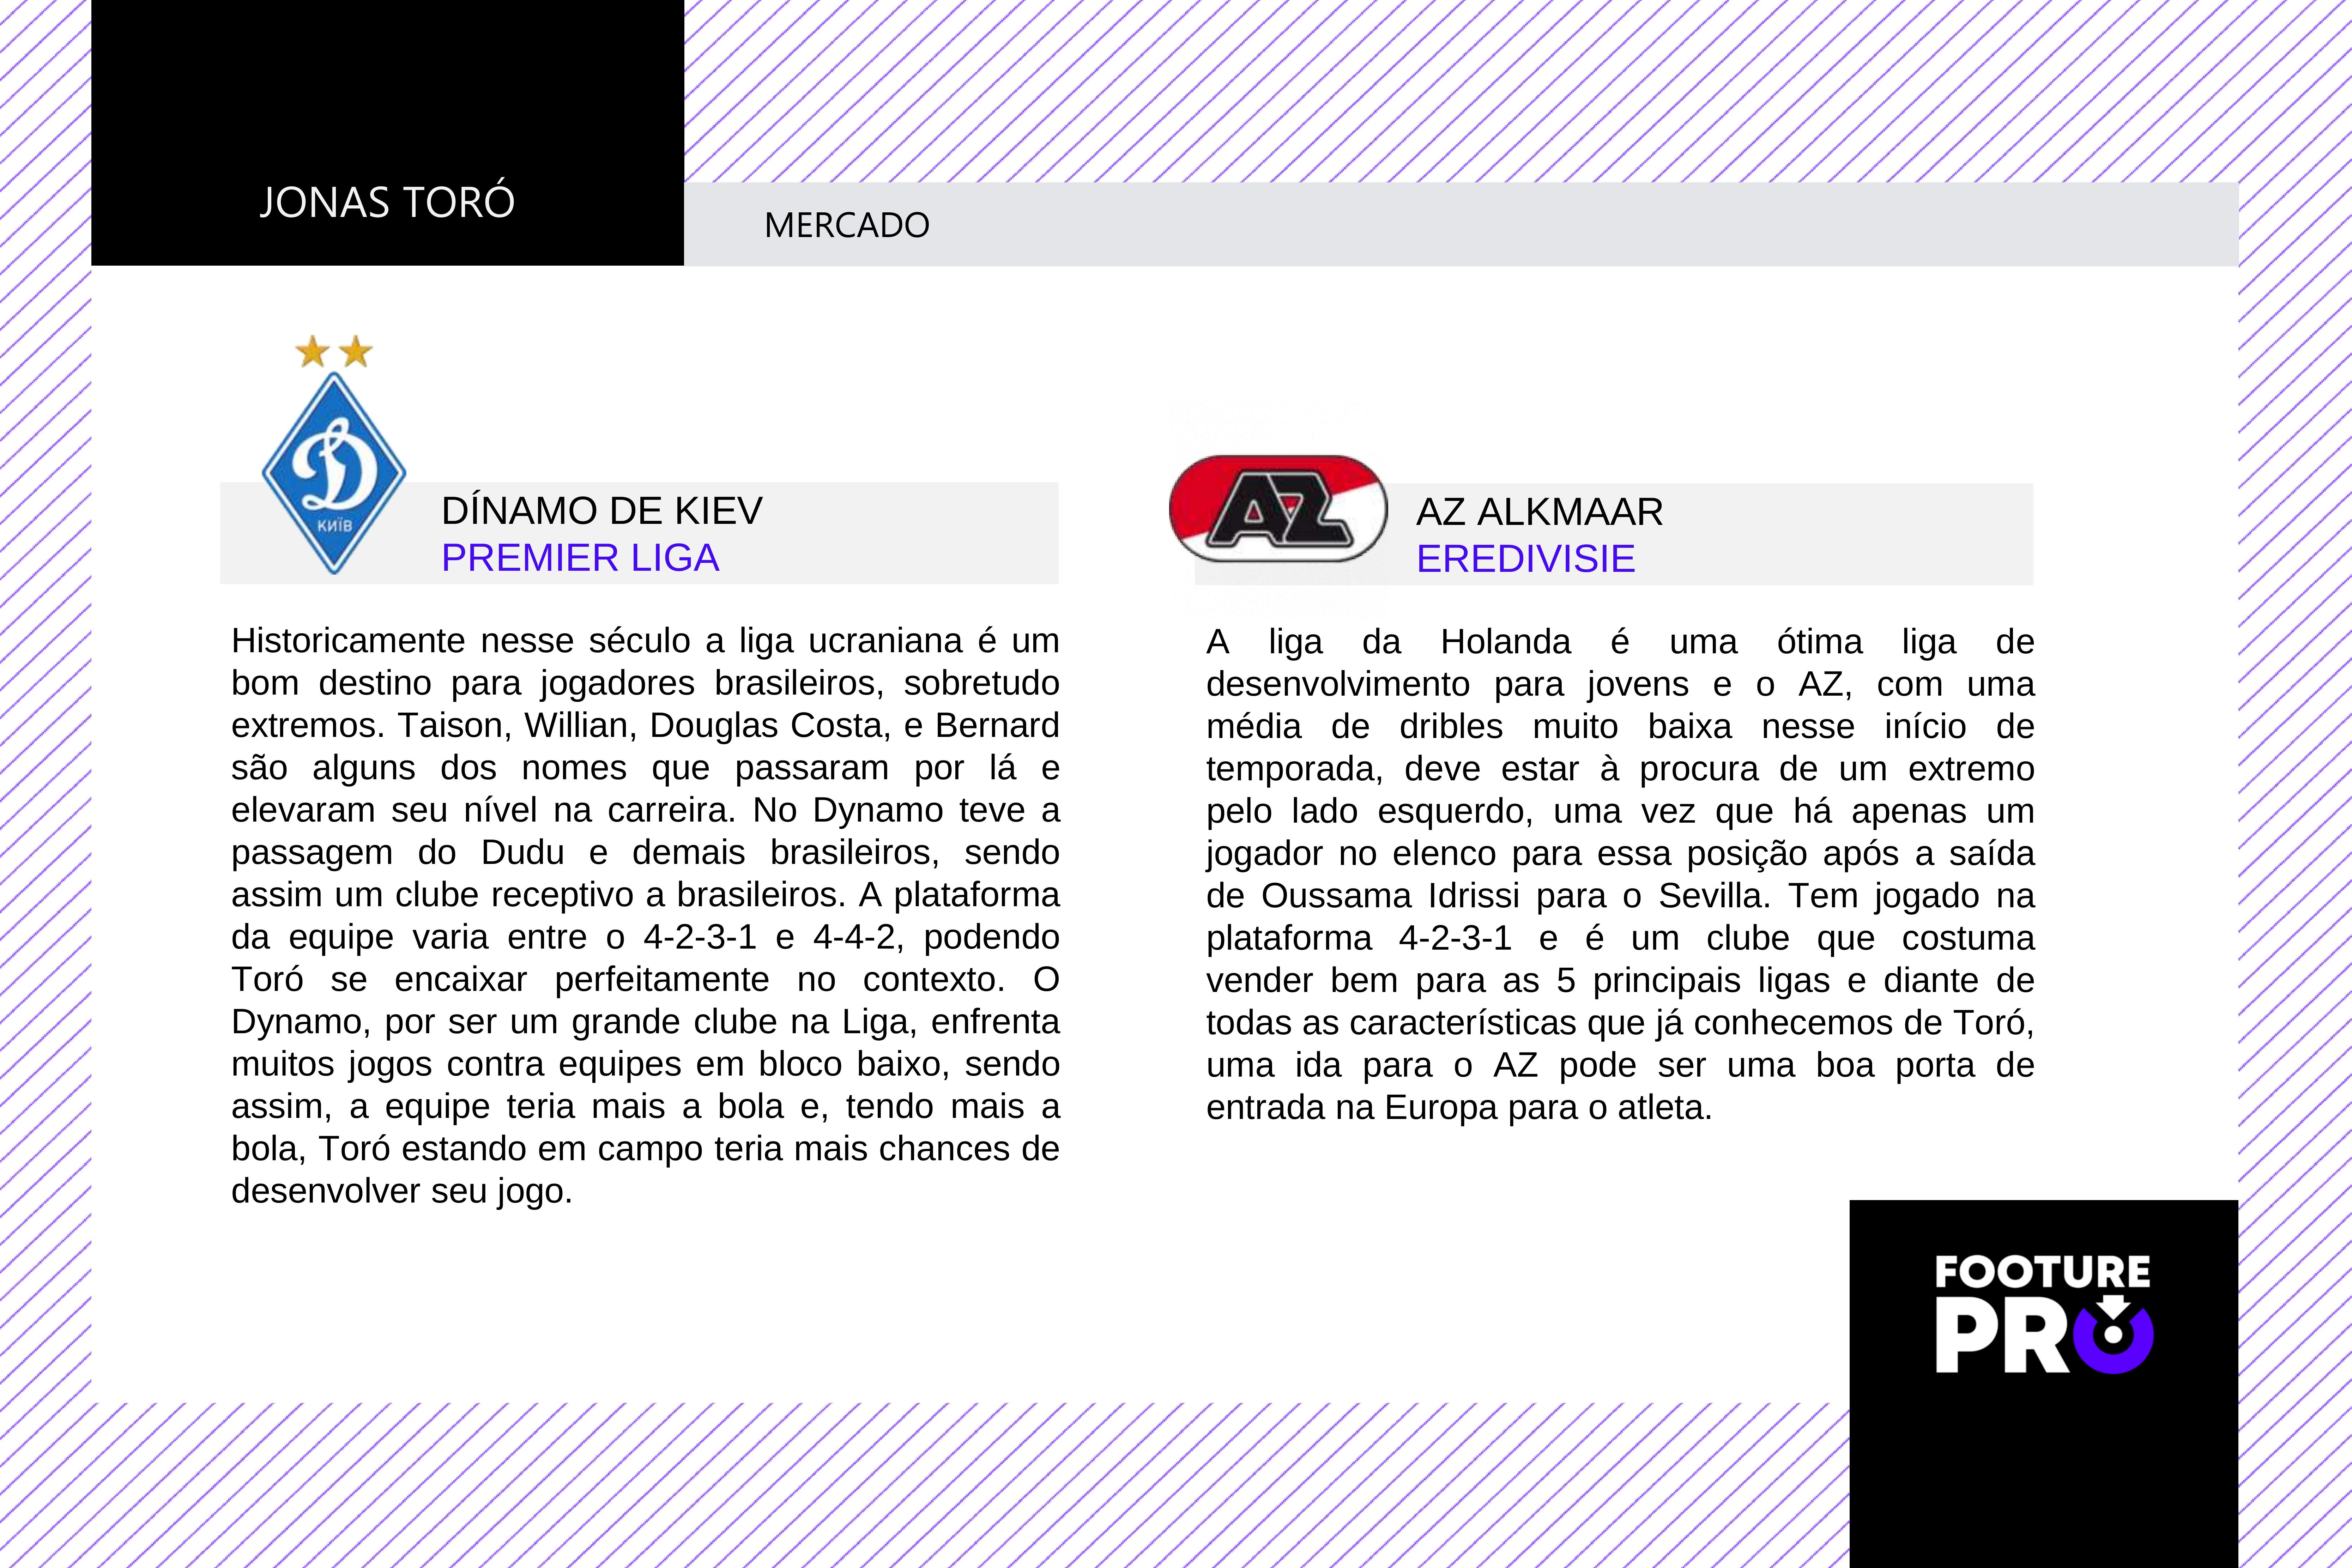 JONAS TORÓ
MERCADO
КИЇВ
DÍNAMO DE KIEV
PREMIER LIGA
Historicamente nesse século a liga ucraniana é um
bom destino para jogadores brasileiros, sobretudo
extremos. Taison, Willian, Douglas Costa, e Bernard
são alguns dos nomes que passaram por lá e
elevaram seu nível na carreira. No Dynamo teve a
passagem do Dudu e demais brasileiros, sendo
assim um clube receptivo a brasileiros. A plataforma
da equipe varia entre o 4-2-3-1 e 4-4-2, podendo
Toró se encaixar perfeitamente no contexto. O
Dynamo, por ser um grande clube na Liga, enfrenta
muitos jogos contra equipes em bloco baixo, sendo
assim, a equipe teria mais a bola e, tendo mais a
bola, Toró estando em campo teria mais chances de
desenvolver seu jogo.
AZ
AZ ALKMAAR
EREDIVISIE
A liga da Holanda é uma ótima liga de
desenvolvimento para jovens e o AZ, com uma
média de dribles muito baixa nesse início de
temporada, deve estar à procura de um extremo
pelo lado esquerdo, uma vez que há apenas um
jogador no elenco para essa posição após a saída
de Oussama Idrissi para o Sevilla. Tem jogado na
plataforma 4-2-3-1 e é um clube que costuma
vender bem para as 5 principais ligas e diante de
todas as características que já conhecemos de Toró,
uma ida para o AZ pode ser uma boa porta de
entrada na Europa para o atleta.
FOOTURE
PRO